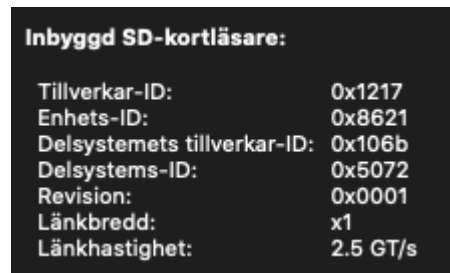 Inbyggd SD-kortläsare:
Tillverkar-ID: 0x1217
Enhets-ID: 0x8621
Delsystemets tillverkar-ID: 0x106b
Delsystems-ID: 0x5072
Revision: 0x0001
Länkbredd: x1
Länkhastighet: 2.5 GT/s